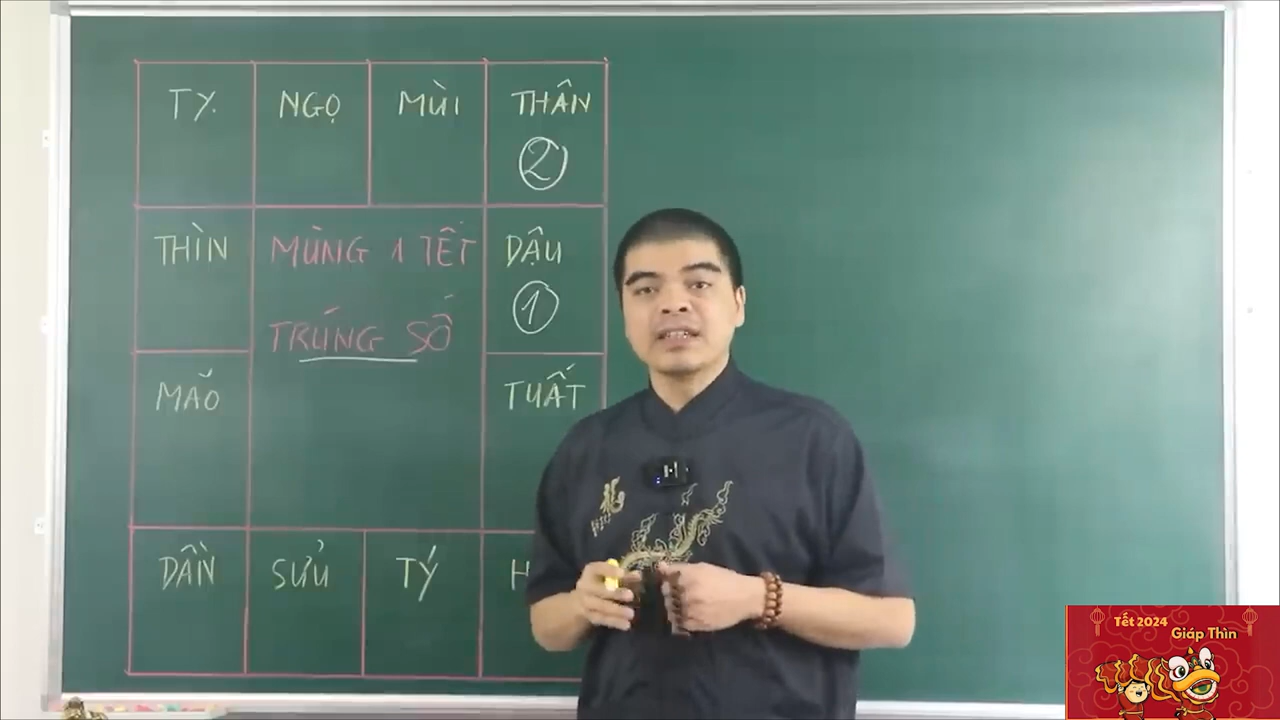 TY.
NGỌ
MÙI
THÂN
2
THÌN
MÙNG 1 TẾT
DẬU
TRÚNG SỐ
1
MÃO
TUẤT
DẦN
SỬU
TÝ
H
Tết 2024
Giáp Thìn